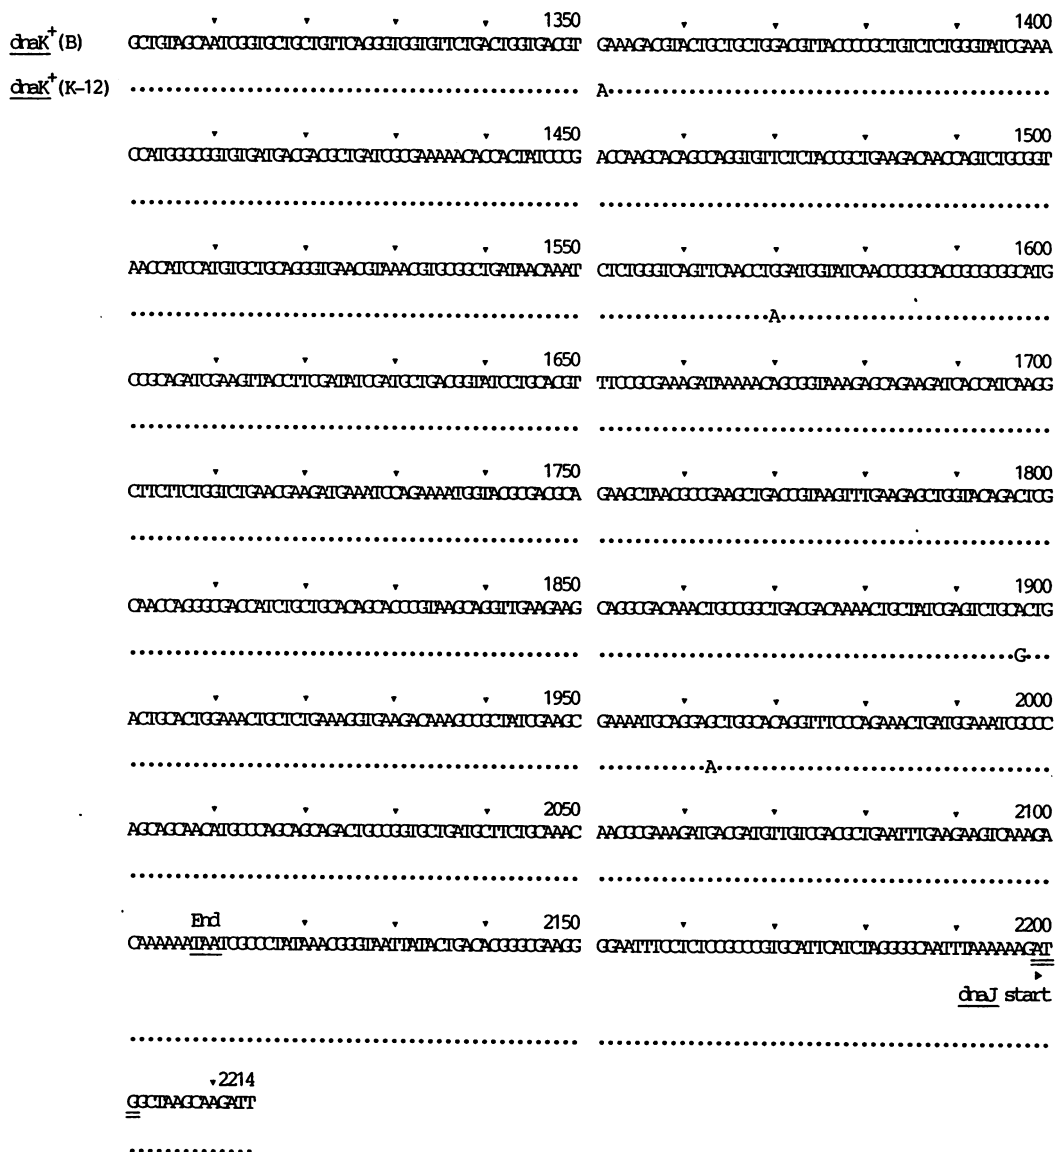 1350 1400
dnaK+(B) GCTGTAGCAATCGGTGCTGCTGTTCAGGGTGGTGTTCTGACTGGTGACGT GAAAGACGTACTGCTGCTGGACGTTACCCCGCTGTCTCTGGGTATCGAAA
dnaK+(K-12) A
1450 1500
CCATGGGCGGTGTGATGACGACGCTGATCGCGAAAAACACCACTATCCCG ACCAAGCACAGCCAGGTGTTCTCTACCGCTGAAGACAACCAGTCTGCGGT
1550 1600
AACCATCCATGTGCTGCAGGGTGAACGTAAACGTGCGGCTGATAACAAAT CTCTGGGTCAGTTCAACCTGGATGGTATCAACCCGGCACCGCGCGGCATG
A
1650 1700
CCGCAGATCGAAGTTACCTTCGATATCGATGCTGACGGTATCCTGCACGT TTCCGCGAAAGATAAAAACAGCGGTAAAGAGCAGAAGATCACCATCAAGG
1750 1800
CTTCTTCTGGTCTGAACGAAGATGAAATCCAGAAAATGGTACGCGACGCA GAAGCTAACGCCGAAGCTGACCGTAAGTTTGAAGAGCTGGTACAGACTCG
1850 1900
CAACCAGGGCGACCATCTGCTGCACAGCACCCGTAAGCAGGTTGAAGAAG CAGGCGACAAACTGCCGGCTGACGACAAAACTGCTATCGAGTCTGCACTG
G
1950 2000
ACTGCACTGGAAACTGCTCTGAAAGGTGAAGACAAAGCCGCTATCGAAGC GAAAATGCAGGAGCTGGCACAGGTTTCCCAGAAACTGATGGAAATCGCCC
A
2050 2100
AGCAGCAACATGCCCAGCAGCAGACTGCCGGTGCTGATGCTTCTGCAAAC AACGCGAAAGATGACGATGTTGTCGACGCTGAATTTGAAGAAGTCAAAGA
End 2150 2200
CAAAAAATAATCGCCCTATAAACGGGTAATTATACTGACACGGGCGAAGG GGAATTTCCTCTCCGCCCGTGCATTCATCTAGGGGCAATTTAAAAAAGAT
dnaJ start
2214
GGCTAAGCAAGATT